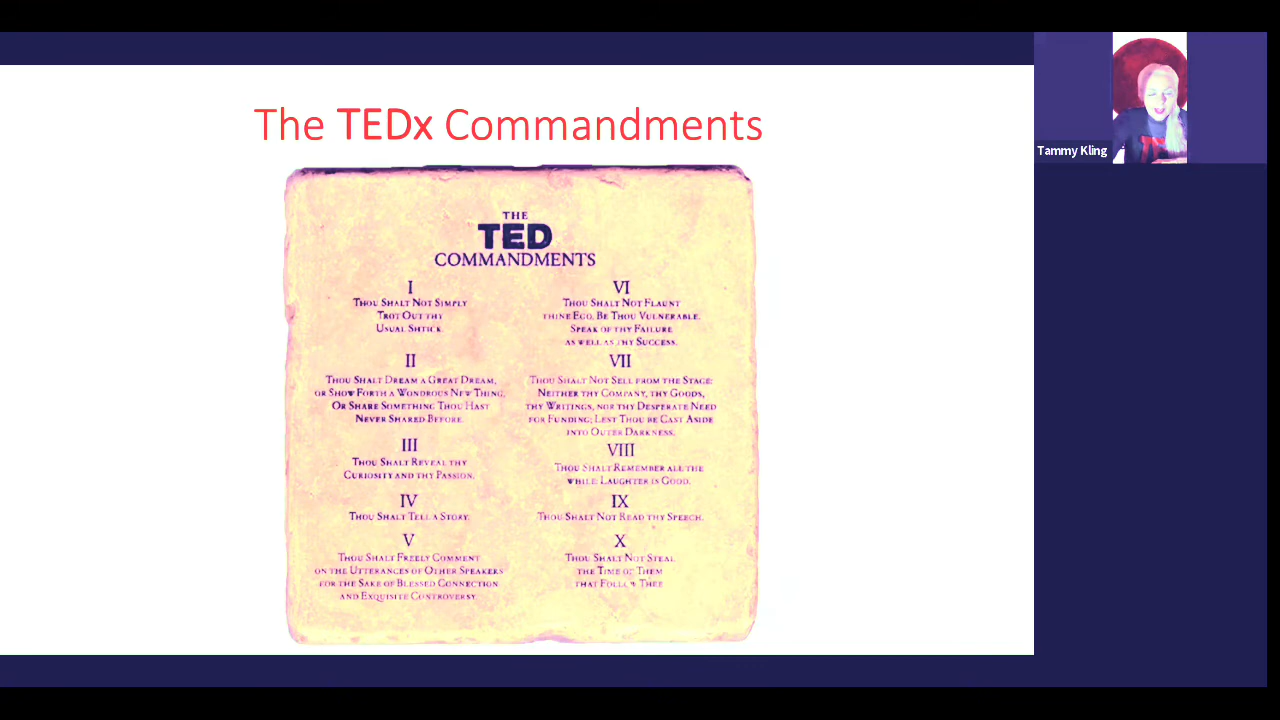 The TEDx Commandments
THE
TED
COMMANDMENTS
I
THOU SHALT NOT SIMPLY
TROT OUT THY
USUAL SHTICK.
II
THOU SHALT DREAM A GREAT DREAM,
OR SHOW FORTH A WONDROUS NEW THING,
OR SHARE SOMETHING THOU HAST
NEVER SHARED BEFORE.
III
THOU SHALT REVEAL THY
CURIOSITY AND THY PASSION.
IV
THOU SHALT TELL A STORY.
V
THOU SHALT FREELY COMMENT
ON THE UTTERANCES OF OTHER SPEAKERS
FOR THE SAKE OF BLESSED CONNECTION
AND EXQUISITE CONTROVERSY.
VI
THOU SHALT NOT FLAUNT
THINE EGO. BE THOU VULNERABLE.
SPEAK OF THY FAILURE
AS WELL AS THY SUCCESS.
VII
THOU SHALT NOT SELL FROM THE STAGE:
NEITHER THY COMPANY, THY GOODS,
THY WRITINGS, NOR THY DESPERATE NEED
FOR FUNDING; LEST THOU BE CAST ASIDE
INTO OUTER DARKNESS.
VIII
THOU SHALT REMEMBER ALL THE
WHILE: LAUGHTER IS GOOD.
IX
THOU SHALT NOT READ THY SPEECH.
X
THOU SHALT NOT STEAL
THE TIME OF THEM
THAT FOLLOW THEE
Tammy Kling